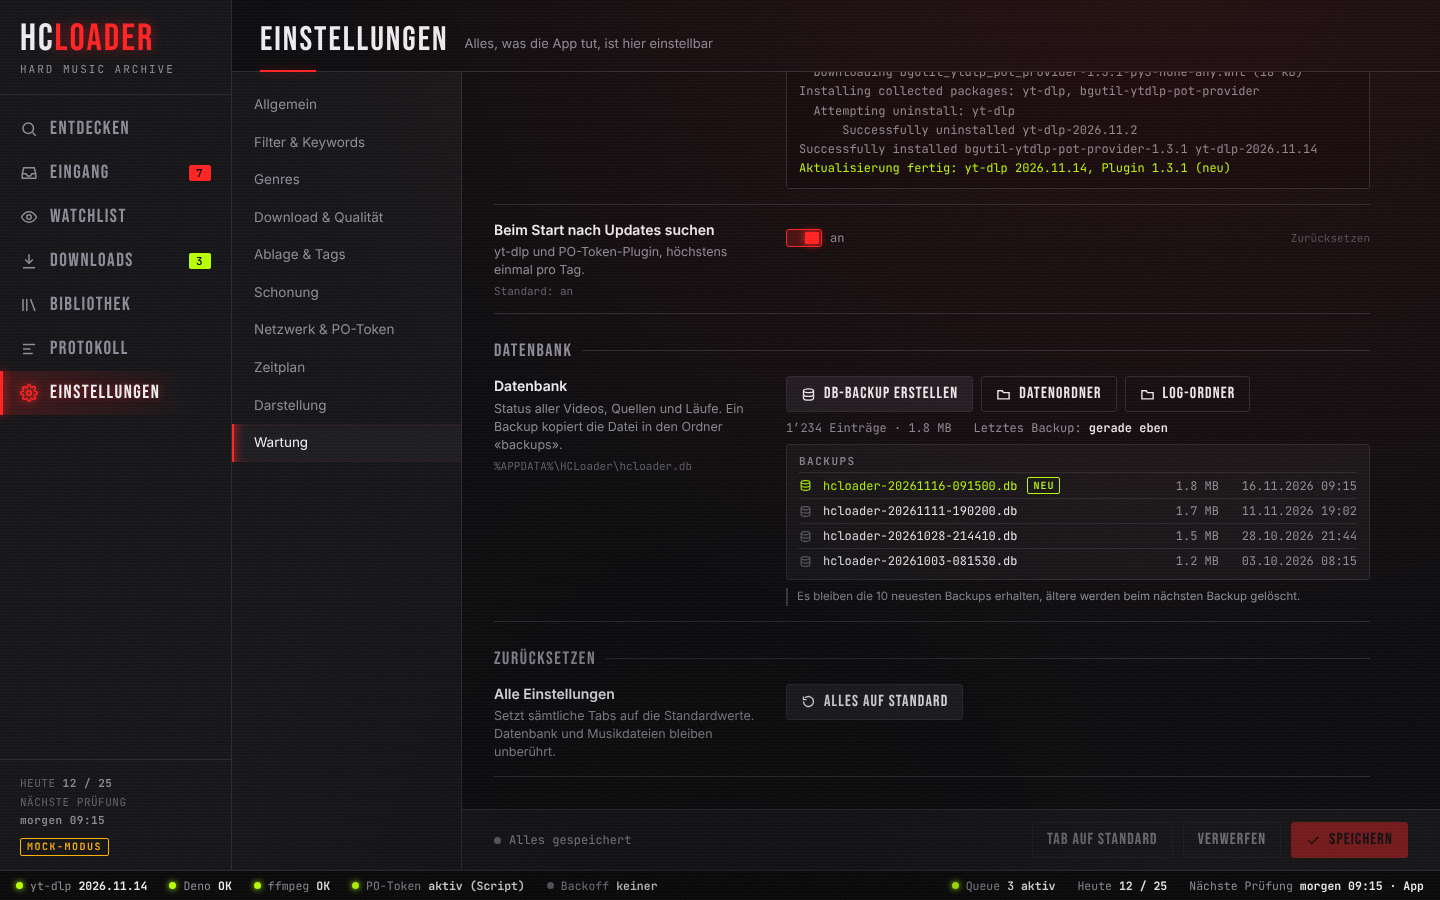 HCLOADER
HARD MUSIC ARCHIVE
ENTDECKEN
EINGANG 7
WATCHLIST
DOWNLOADS 3
BIBLIOTHEK
PROTOKOLL
EINSTELLUNGEN
HEUTE 12 / 25
NÄCHSTE PRÜFUNG
morgen 09:15
MOCK-MODUS
EINSTELLUNGEN Alles, was die App tut, ist hier einstellbar
Allgemein
Filter & Keywords
Genres
Download & Qualität
Ablage & Tags
Schonung
Netzwerk & PO-Token
Zeitplan
Darstellung
Wartung
Downloading bgutil_ytdlp_pot_provider-1.3.1-py3-none-any.whl (18 KB)
Installing collected packages: yt-dlp, bgutil-ytdlp-pot-provider
Attempting uninstall: yt-dlp
Successfully uninstalled yt-dlp-2026.11.2
Successfully installed bgutil-ytdlp-pot-provider-1.3.1 yt-dlp-2026.11.14
Aktualisierung fertig: yt-dlp 2026.11.14, Plugin 1.3.1 (neu)
Beim Start nach Updates suchen
yt-dlp und PO-Token-Plugin, höchstens
einmal pro Tag.
Standard: an
an
Zurücksetzen
DATENBANK
Datenbank
Status aller Videos, Quellen und Läufe. Ein
Backup kopiert die Datei in den Ordner
«backups».
%APPDATA%\HCLoader\hcloader.db
DB-BACKUP ERSTELLEN
DATENORDNER
LOG-ORDNER
1’234 Einträge · 1.8 MB Letztes Backup: gerade eben
BACKUPS
hcloader-20261116-091500.db NEU 1.8 MB 16.11.2026 09:15
hcloader-20261111-190200.db 1.7 MB 11.11.2026 19:02
hcloader-20261028-214410.db 1.5 MB 28.10.2026 21:44
hcloader-20261003-081530.db 1.2 MB 03.10.2026 08:15
Es bleiben die 10 neuesten Backups erhalten, ältere werden beim nächsten Backup gelöscht.
ZURÜCKSETZEN
Alle Einstellungen
Setzt sämtliche Tabs auf die Standardwerte.
Datenbank und Musikdateien bleiben
unberührt.
ALLES AUF STANDARD
Alles gespeichert
TAB AUF STANDARD
VERWERFEN
SPEICHERN
yt-dlp 2026.11.14 Deno OK ffmpeg OK PO-Token aktiv (Script) Backoff keiner Queue 3 aktiv Heute 12 / 25 Nächste Prüfung morgen 09:15 · App